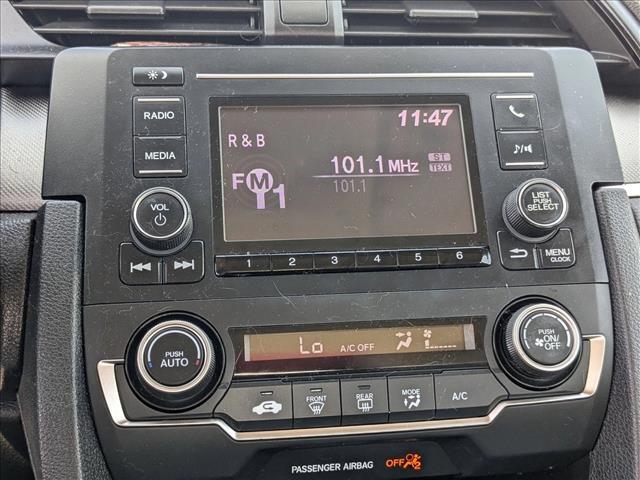 RADIO
MEDIA
VOL
11:47
R & B
101.1 MHz
ST
TEXT
FM1
101.1
LIST
PUSH
SELECT
MENU
CLOCK
1 2 3 4 5 6
PUSH
AUTO
Lo A/C OFF
PUSH
ON/
OFF
FRONT
REAR
MODE
A/C
PASSENGER AIRBAG OFF 2